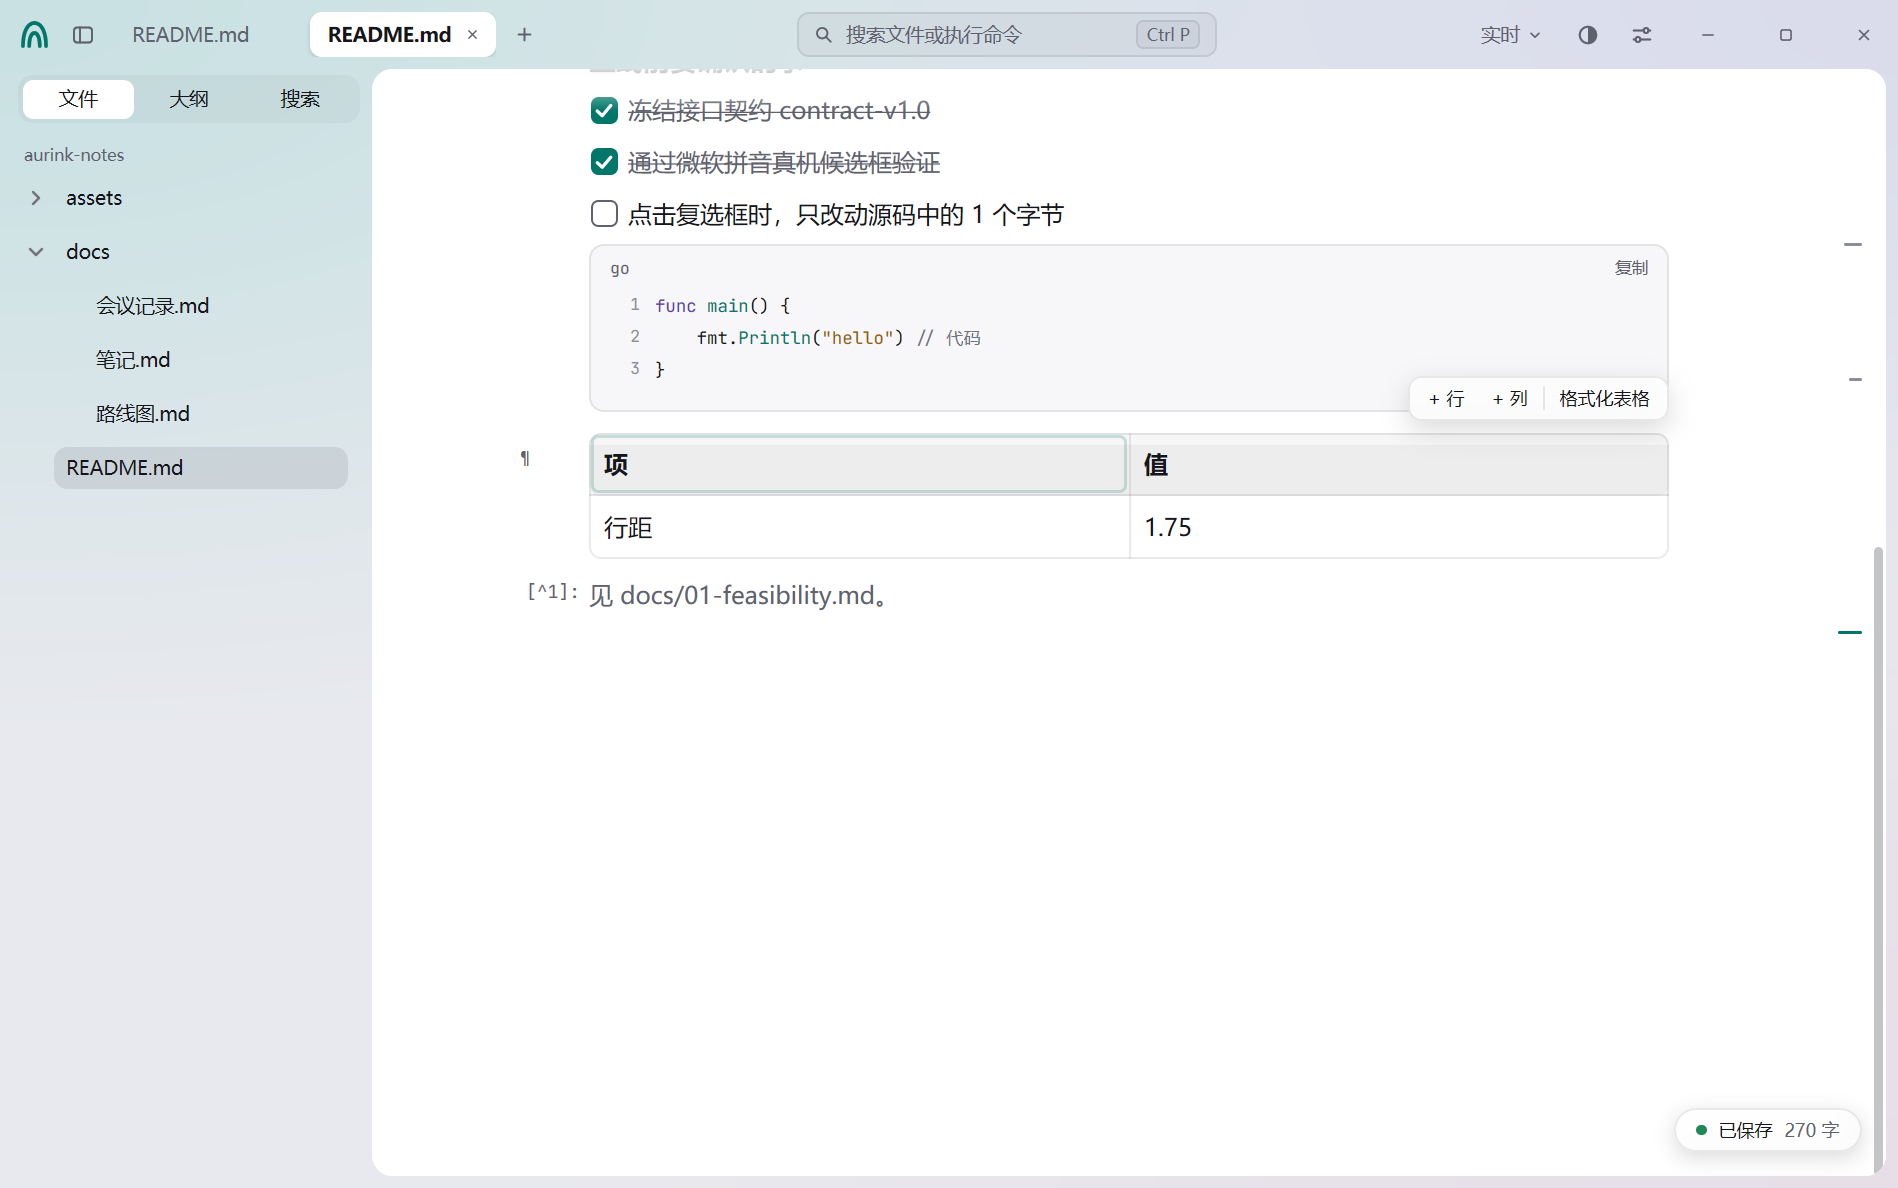 README.md
README.md
搜索文件或执行命令
Ctrl P
实时
文件
大纲
搜索
aurink-notes
assets
docs
会议记录.md
笔记.md
路线图.md
README.md
冻结接口契约 contract-v1.0
通过微软拼音真机候选框验证
点击复选框时，只改动源码中的 1 个字节
go
复制
1 func main() {
2 fmt.Println("hello") // 代码
3 }
+ 行
+ 列
格式化表格
¶
项 值
行距 1.75
[^1]: 见 docs/01-feasibility.md。
已保存 270 字